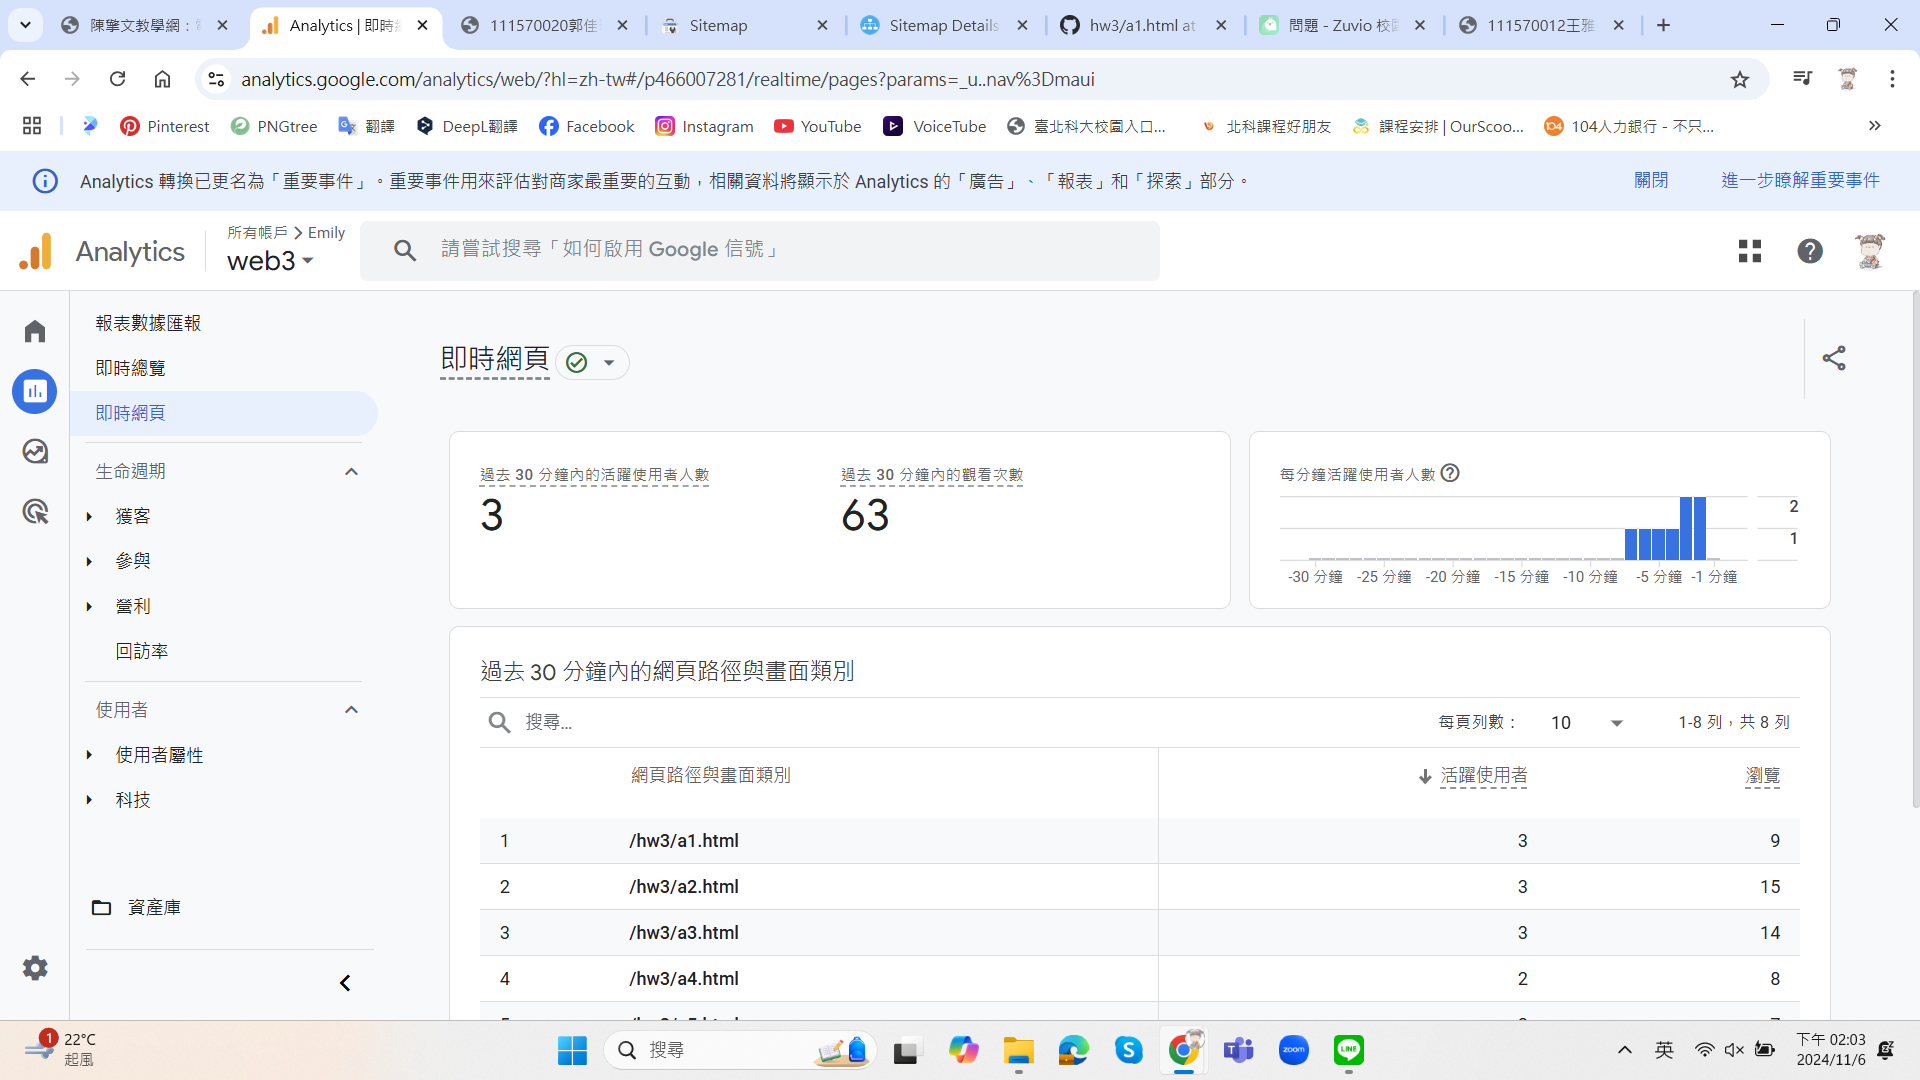 陳擎文教學網：
Analytics | 即時
111570020郭佳
Sitemap
Sitemap Details
hw3/a1.html at
問題 - Zuvio 校
111570012王雅
analytics.google.com/analytics/web/?hl=zh-tw#/p466007281/realtime/pages?params=_u..nav%3Dmaui
Pinterest
PNGtree
翻譯
DeepL翻譯
Facebook
Instagram
YouTube
VoiceTube
臺北科大校園入口...
北科課程好朋友
課程安排 | OurScoo...
104人力銀行 - 不只...
Analytics 轉換已更名為「重要事件」。重要事件用來評估對商家最重要的互動，相關資料將顯示於 Analytics 的「廣告」、「報表」和「探索」部分。
關閉
進一步瞭解重要事件
Analytics
所有帳戶 > Emily
web3
請嘗試搜尋「如何啟用 Google 信號」
報表數據匯報
即時總覽
即時網頁
生命週期
獲客
參與
營利
回訪率
使用者
使用者屬性
科技
資產庫
即時網頁
過去 30 分鐘內的活躍使用者人數
3
過去 30 分鐘內的觀看次數
63
每分鐘活躍使用者人數
2
1
-30 分鐘 -25 分鐘 -20 分鐘 -15 分鐘 -10 分鐘 -5 分鐘 -1 分鐘
過去 30 分鐘內的網頁路徑與畫面類別
搜尋...
每頁列數： 10 1-8 列，共 8 列
網頁路徑與畫面類別 活躍使用者 瀏覽
1 /hw3/a1.html 3 9
2 /hw3/a2.html 3 15
3 /hw3/a3.html 3 14
4 /hw3/a4.html 2 8
1
22°C
起風
搜尋
zoom
LINE
英
下午 02:03
2024/11/6